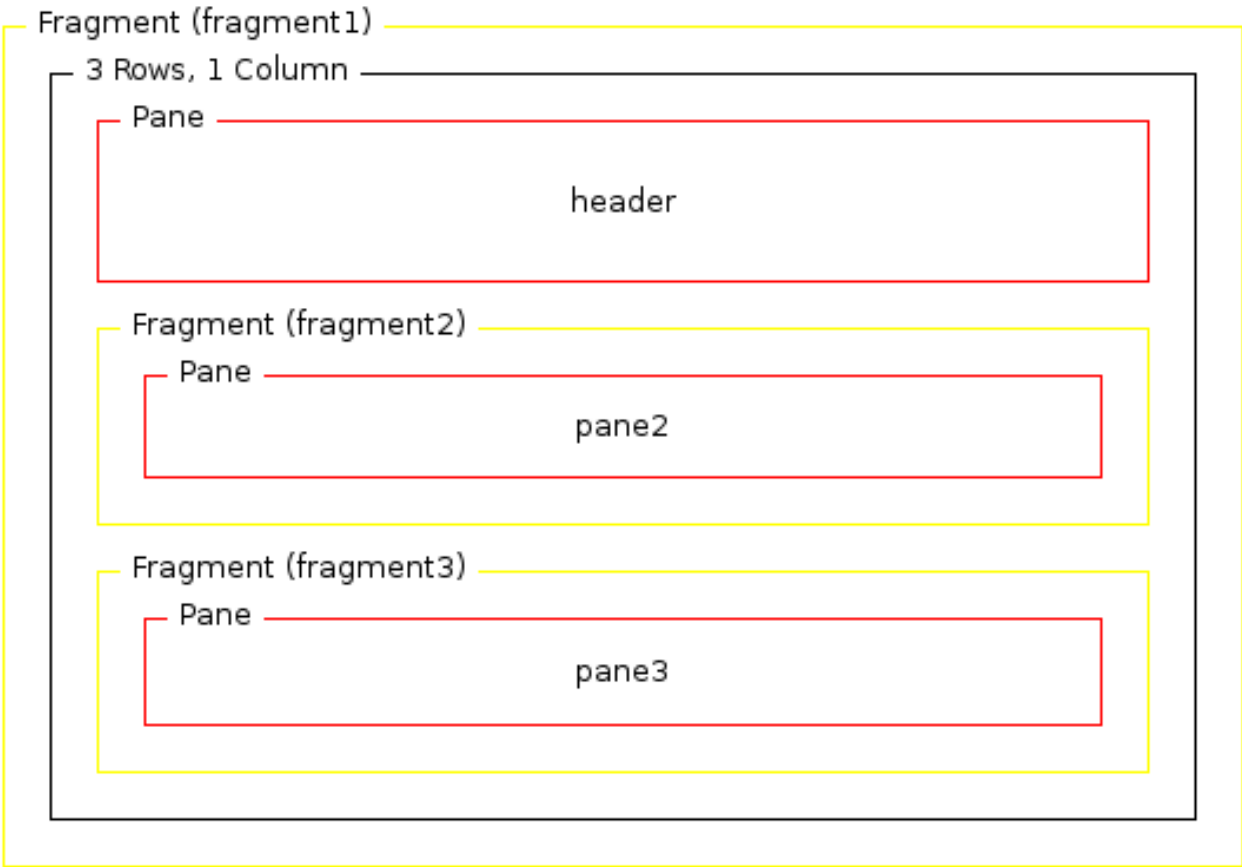 Fragment (fragment1)
3 Rows, 1 Column
Pane
header
Fragment (fragment2)
Pane
pane2
Fragment (fragment3)
Pane
pane3